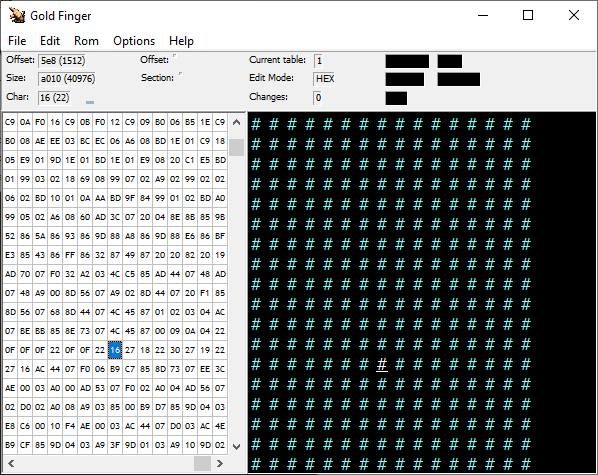 Gold Finger
File Edit Rom Options Help
Offset: 5e8 (1512) Offset: Current table: 1
Size: a010 (40976) Section: Edit Mode: HEX
Char: 16 (22) Changes: 0
C9 0A F0 16 C9 0B F0 12 C9 09 B0 06 B5 1E C9 # # # # # # # # # # # # # # # #
B0 08 AE EE 03 BC EC 06 A6 08 BD 1E 01 C9 18 # # # # # # # # # # # # # # # #
05 E9 01 9D 1E 01 BD 1E 01 E9 08 20 C1 E5 BD # # # # # # # # # # # # # # # #
01 99 03 02 18 69 08 99 07 02 A9 02 99 02 02 # # # # # # # # # # # # # # # #
06 02 BD 10 01 0A AA BD 9F 84 99 01 02 BD A0 # # # # # # # # # # # # # # # #
99 05 02 A6 08 60 AD 3C 07 20 04 8E 8B 85 9B # # # # # # # # # # # # # # # #
52 86 5A 86 93 86 9D 88 A8 86 9D 88 E6 86 BF # # # # # # # # # # # # # # # #
E3 85 43 86 FF 86 32 87 49 87 20 20 82 20 19 # # # # # # # # # # # # # # # #
AD 70 07 F0 32 A2 03 4C C5 85 AD 44 07 48 AD # # # # # # # # # # # # # # # #
07 48 A9 00 8D 56 07 A9 02 8D 44 07 20 F1 85 # # # # # # # # # # # # # # # #
8D 56 07 68 8D 44 07 4C 45 87 01 02 03 04 AC # # # # # # # # # # # # # # # #
07 BE BB 85 8E 73 07 4C 45 87 00 09 0A 04 22 # # # # # # # # # # # # # # # #
0F 0F 0F 22 0F 0F 22 16 27 18 22 30 27 19 22 # # # # # # # # # # # # # # # #
27 16 AC 44 07 F0 06 B9 C7 85 8D 73 07 EE 3C # # # # # # # # # # # # # # # #
AE 00 03 A0 00 AD 53 07 F0 02 A0 04 AD 56 07 # # # # # # # # # # # # # # # #
02 D0 02 A0 08 A9 03 85 00 B9 D7 85 9D 04 03 # # # # # # # # # # # # # # # #
E8 C6 00 10 F4 AE 00 03 AC 44 07 D0 03 AC 4E # # # # # # # # # # # # # # # #
B9 CF 85 9D 04 03 A9 3F 9D 01 03 A9 10 9D 02 # # # # # # # # # # # # # # # #